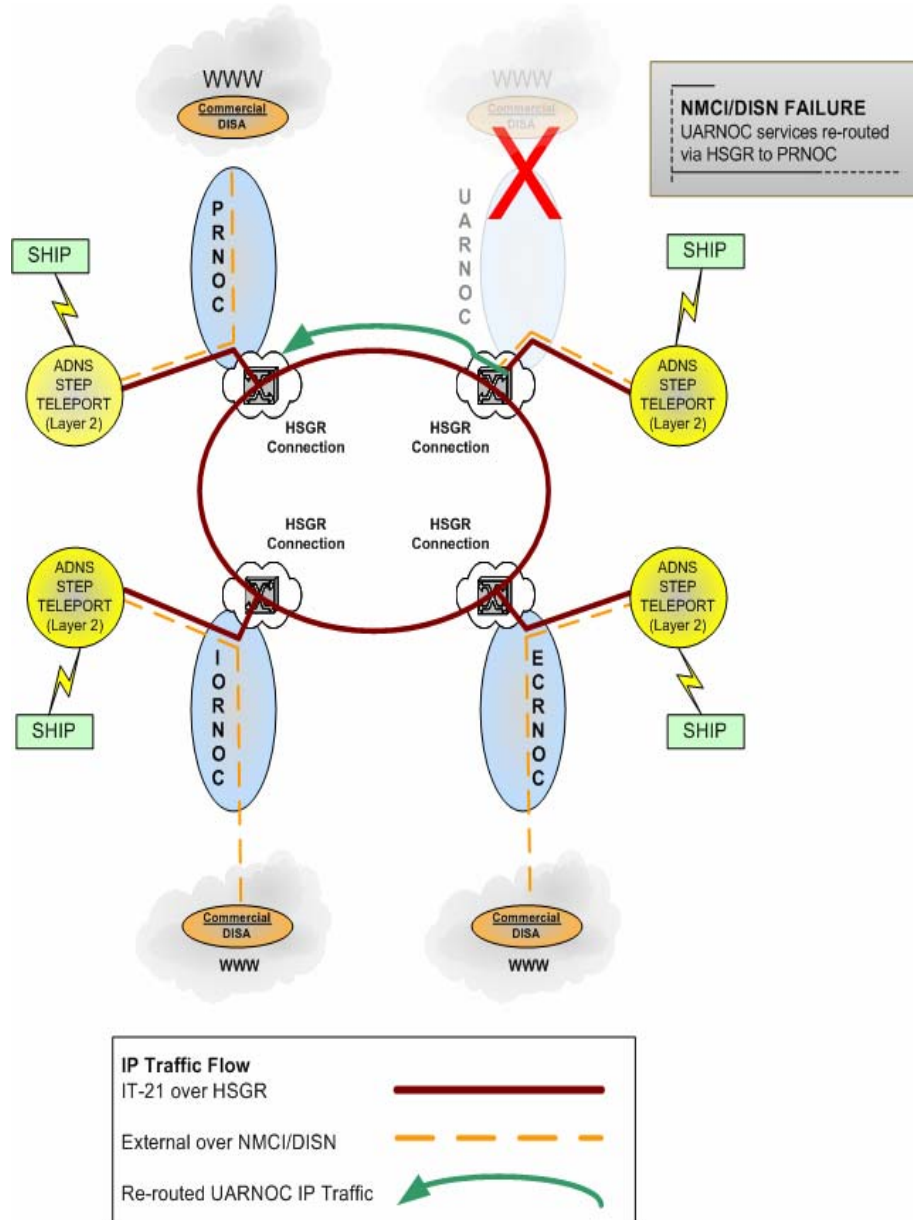 WWW
Commercial
DISA
WWW
Commercial
DISA
NMCI/DISN FAILURE
UARNOC services re-routed
via HSGR to PRNOC
PRNOC
UARNOC
SHIP
SHIP
ADNS
STEP
TELEPORT
(Layer 2)
ADNS
STEP
TELEPORT
(Layer 2)
HSGR
Connection
HSGR
Connection
HSGR
Connection
HSGR
Connection
ADNS
STEP
TELEPORT
(Layer 2)
ADNS
STEP
TELEPORT
(Layer 2)
IORNOC
ECRNOC
SHIP
SHIP
Commercial
DISA
WWW
Commercial
DISA
WWW
IP Traffic Flow
IT-21 over HSGR
External over NMCI/DISN
Re-routed UARNOC IP Traffic